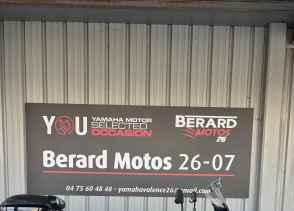 YOU YAMAHA MOTOR
SELECTED
OCCASION
BERARD
MOTOS
26
Berard Motos 26-07
04 75 60 48 48 - yamahavalence26@gmail.com